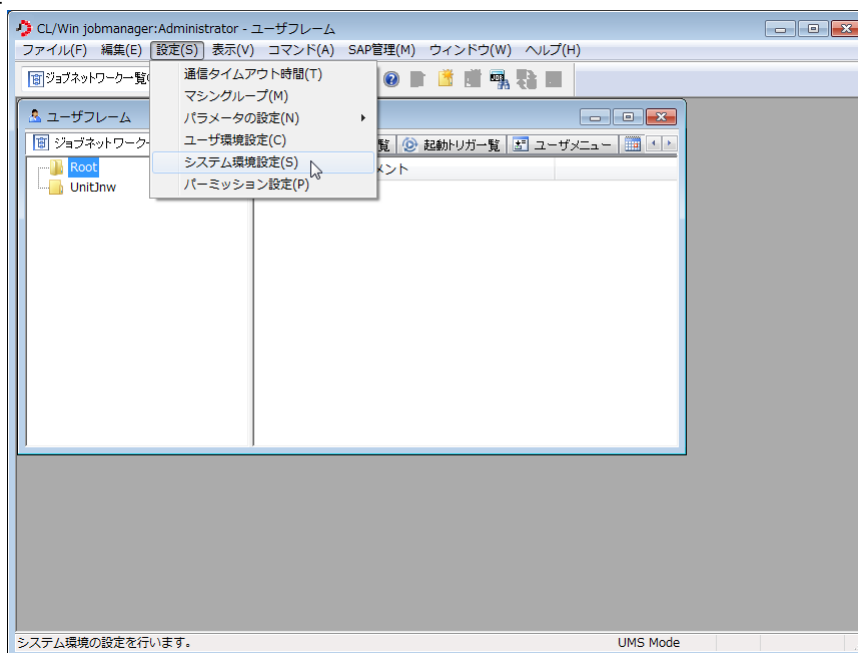 CL/Win jobmanager:Administrator - ユーザフレーム
ファイル(F) 編集(E) 設定(S) 表示(V) コマンド(A) SAP管理(M) ウィンドウ(W) ヘルプ(H)
ジョブネットワーク一覧
通信タイムアウト時間(T)
マシングループ(M)
パラメータの設定(N)
ユーザ環境設定(C)
システム環境設定(S)
パーミッション設定(P)
ユーザフレーム
ジョブネットワーク 覧 起動トリガ一覧 ユーザメニュー
Root
メント
UnitJnw
システム環境の設定を行います。 UMS Mode